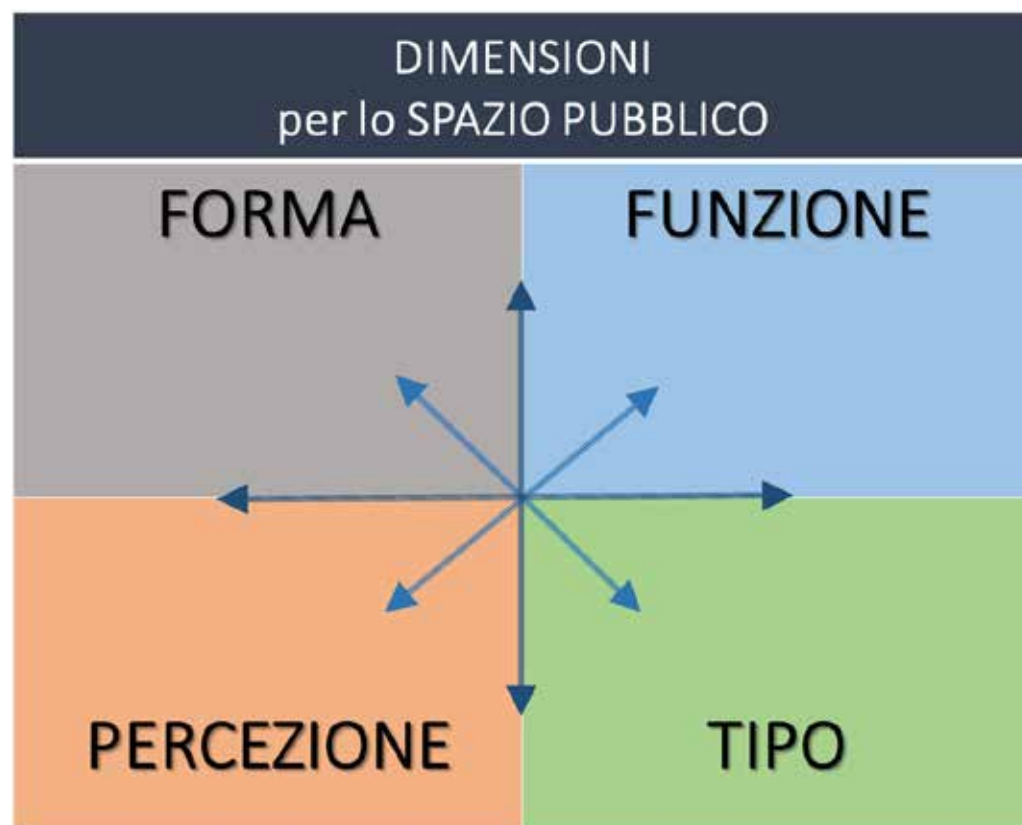 DIMENSIONI
per lo SPAZIO PUBBLICO
FORMA
FUNZIONE
PERCEZIONE
TIPO